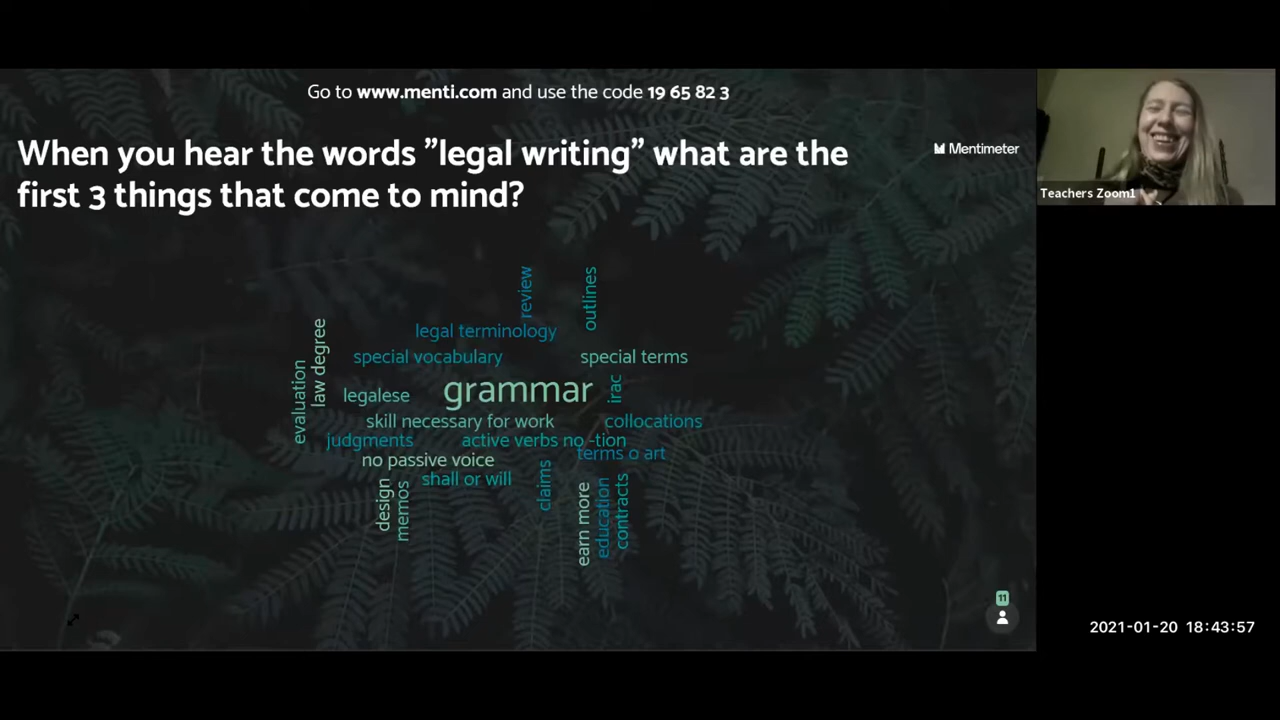 Go to www.menti.com and use the code 19 65 82 3
When you hear the words ”legal writing” what are the
first 3 things that come to mind?
Mentimeter
Teachers Zoom1
review
outlines
legal terminology
law degree
special vocabulary
special terms
evaluation
legalese
grammar
irac
skill necessary for work
collocations
judgments
active verbs no -tion
terms o art
no passive voice
shall or will
claims
design
memos
earn more
education
contracts
11
2021-01-20 18:43:57